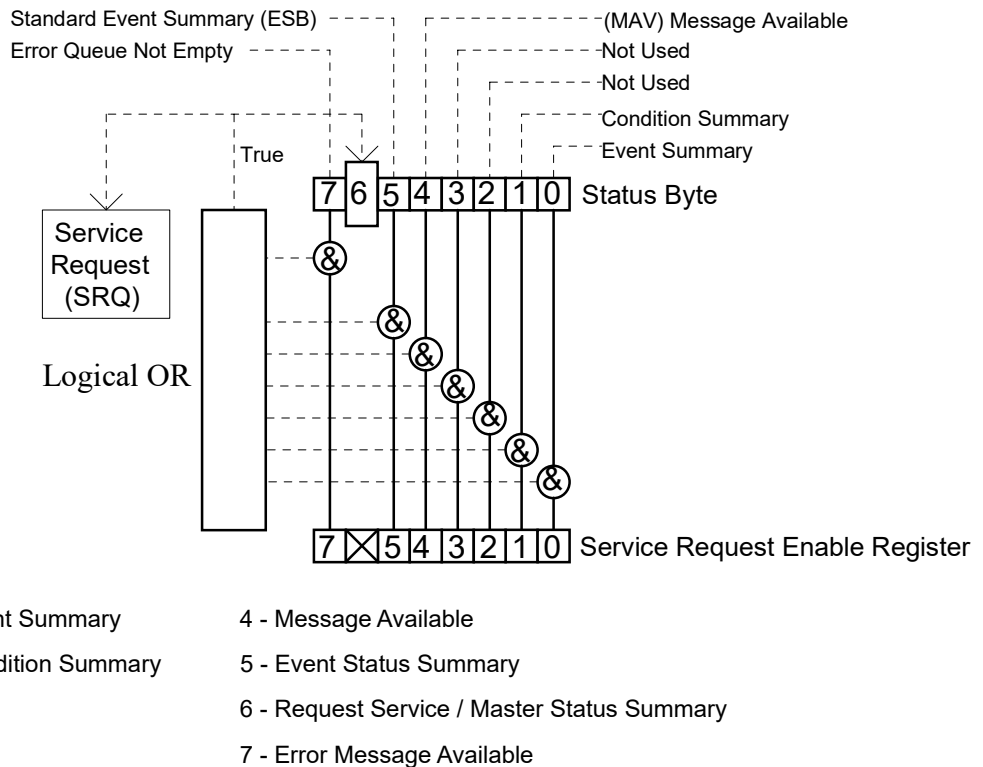 Standard Event Summary (ESB)
(MAV) Message Available
Error Queue Not Empty
Not Used
Not Used
Condition Summary
Event Summary
True
7 6 5 4 3 2 1 0 Status Byte
Service
Request
(SRQ)
&
&
&
&
&
&
&
Logical OR
7 5 4 3 2 1 0 Service Request Enable Register
Summary
Summary
4 - Message Available
5 - Event Status Summary
6 - Request Service / Master Status Summary
7 - Error Message Available